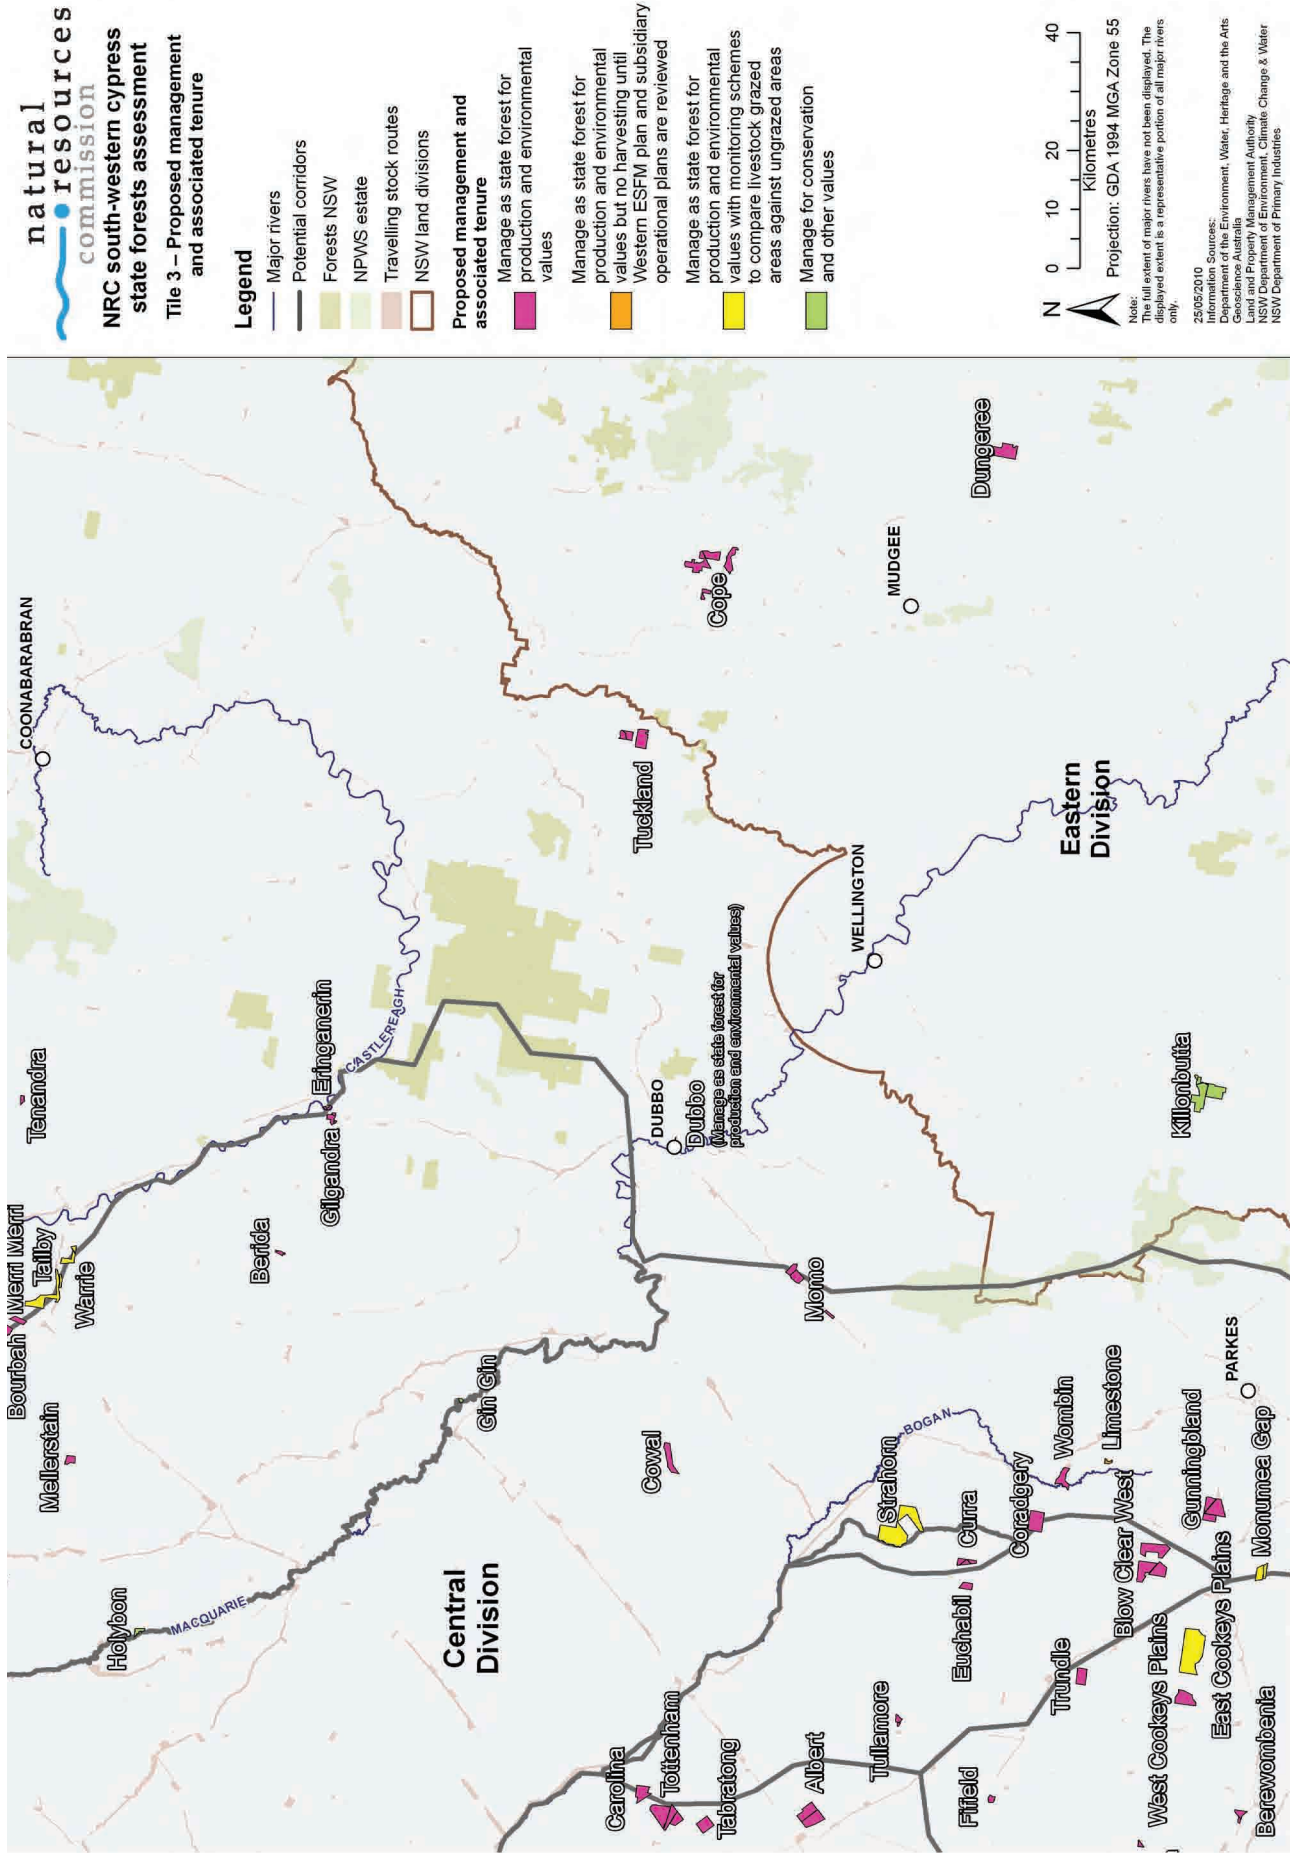 natural
resources
commission
NRC south-western cypress
state forests assessment
Tile 3 – Proposed management
and associated tenure
Legend
Major rivers
Potential corridors
Forests NSW
NPWS estate
Travelling stock routes
NSW land divisions
Proposed management and
associated tenure
Manage as state forest for
production and environmental
values
Manage as state forest for
production and environmental
values but no harvesting until
Western ESFM plan and subsidiary
operational plans are reviewed
Manage as state forest for
production and environmental
values with monitoring schemes
to compare livestock grazed
areas against ungrazed areas
Manage for conservation
and other values
N
0 10 20 40
Kilometres
Projection: GDA 1994 MGA Zone 55
Note:
The full extent of major rivers have not been displayed. The
displayed extent is a representative portion of all major rivers
only.
25/05/2010
Information Sources:
Department of the Environment, Water, Heritage and the Arts
Geoscience Australia
Land and Property Management Authority
NSW Department of Environment, Climate Change & Water
NSW Department of Primary Industries
COONABARABRAN
Tenandra
Bourbah
Merri Merri
Tailby
Warrie
Mellerstain
Holybon
MACQUARIE
Berida
Gilgandra
Eringanerin
CASTLEREAGH
Gin Gin
Central
Division
Cowal
DUBBO
Dubbo
(Manage as state forest for
production and environmental values)
Tuckland
Cope
MUDGEE
Dungeree
WELLINGTON
Eastern
Division
Carolina
Tottenham
Tabratong
Albert
Momo
Tullamore
Strahorn
BOGAN
Fifield
Euchabil
Curra
Coradgery
Wombin
Limestone
Trundle
Blow Clear West
Gunningbland
PARKES
Killonbutta
West Cookeys Plains
East Cookeys Plains
Monumea Gap
Berewombenia